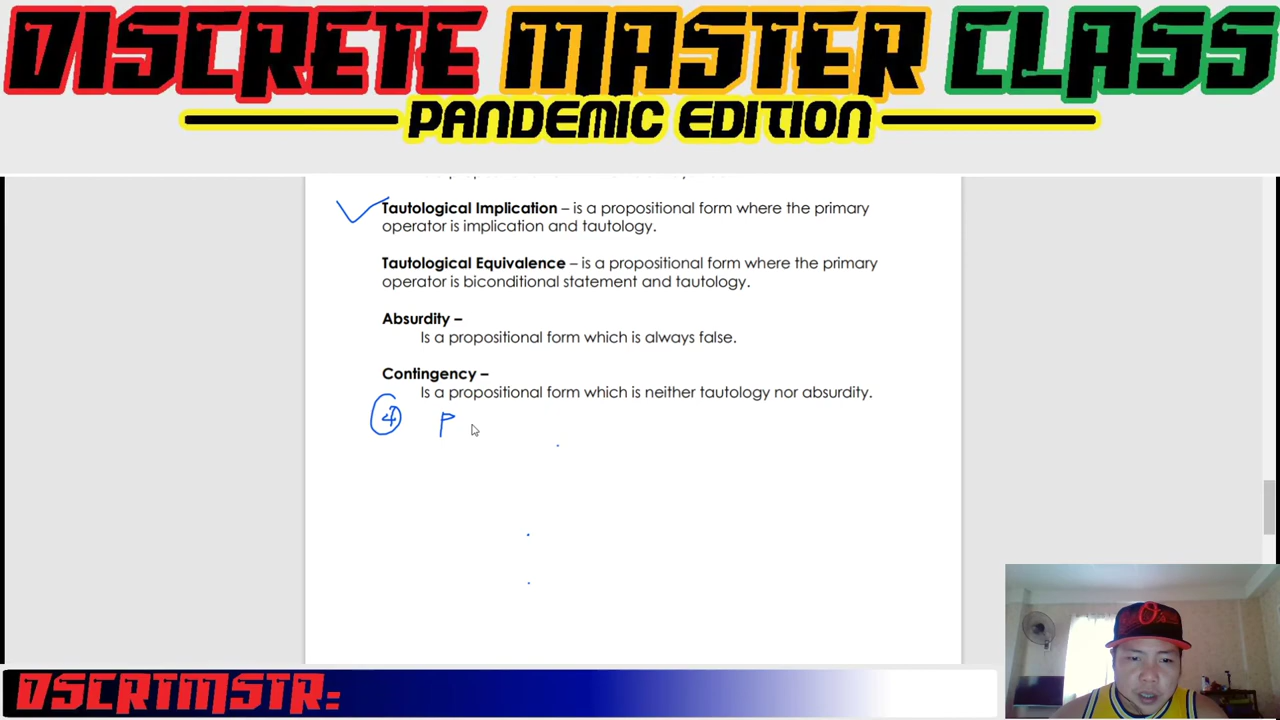 DISCRETE MASTER CLASS
PANDEMIC EDITION
Tautological Implication – is a propositional form where the primary
operator is implication and tautology.
Tautological Equivalence – is a propositional form where the primary
operator is biconditional statement and tautology.
Absurdity –
Is a propositional form which is always false.
Contingency –
Is a propositional form which is neither tautology nor absurdity.
④ P
DSCRTMSTR: